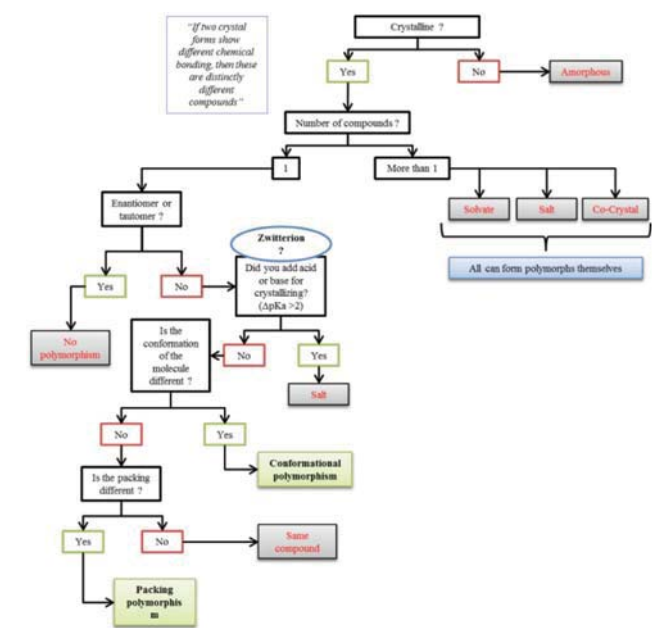 "If two crystal
forms show
different chemical
bonding, then these
are distinctly
different
compounds"
Crystalline ?
Yes
No
Amorphous
Number of compounds ?
1
More than 1
Enantiomer or
tautomer ?
Solvate
Salt
Co-Crystal
Zwitterion
?
All can form polymorphs themselves
Yes
No
Did you add acid
or base for
crystallizing?
(ΔpKa >2)
No
polymorphism
Is the
conformation
of the
molecule
different ?
No
Yes
Salt
No
Yes
Conformational
polymorphism
Is the packing
different ?
Yes
No
Same
compound
Packing
polymorphis
m